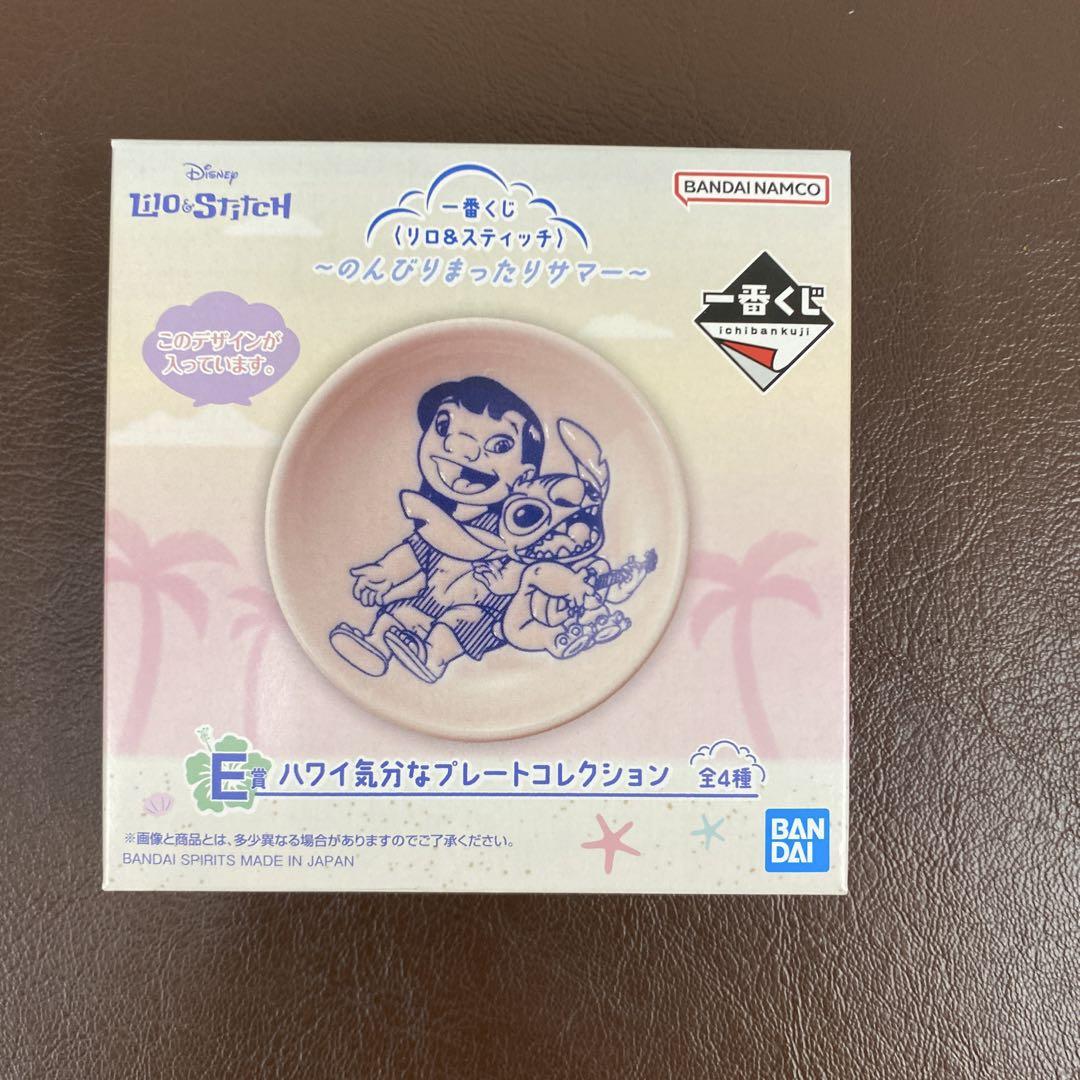 Disney
Lilo & Stitch
一番くじ
〈リロ&スティッチ〉
～のんびりまったりサマー～
BANDAI NAMCO
一番くじ
ichibankuji
このデザインが
入っています。
E賞 ハワイ気分なプレートコレクション 全4種
※画像と商品とは、多少異なる場合がありますのでご了承ください。
BANDAI SPIRITS MADE IN JAPAN
BAN
DAI